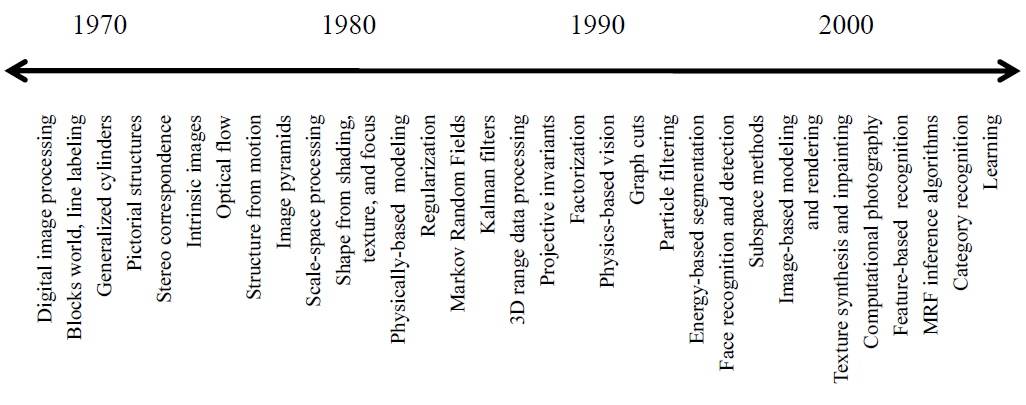 1970
1980
1990
2000
Digital image processing
Blocks world, line labeling
Generalized cylinders
Pictorial structures
Stereo correspondence
Intrinsic images
Optical flow
Structure from motion
Image pyramids
Scale-space processing
Shape from shading,
texture, and focus
Physically-based modeling
Regularization
Markov Random Fields
Kalman filters
3D range data processing
Projective invariants
Factorization
Physics-based vision
Graph cuts
Particle filtering
Energy-based segmentation
Face recognition and detection
Subspace methods
Image-based modeling
and rendering
Texture synthesis and inpainting
Computational photography
Feature-based recognition
MRF inference algorithms
Category recognition
Learning